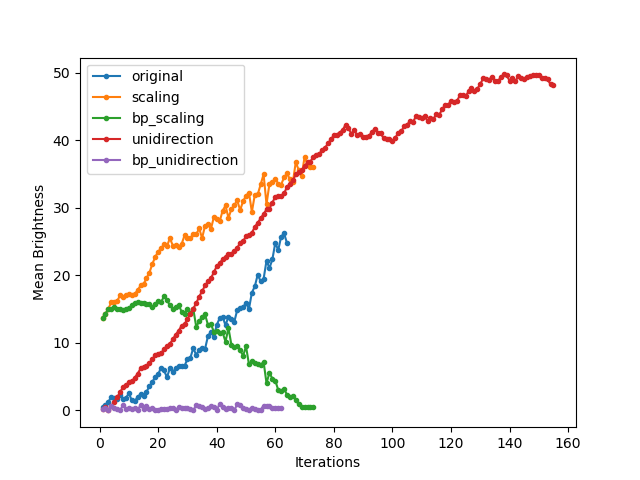 original
scaling
bp_scaling
unidirection
bp_unidirection
50
40
30
20
10
0
Mean Brightness
0 20 40 60 80 100 120 140 160
Iterations